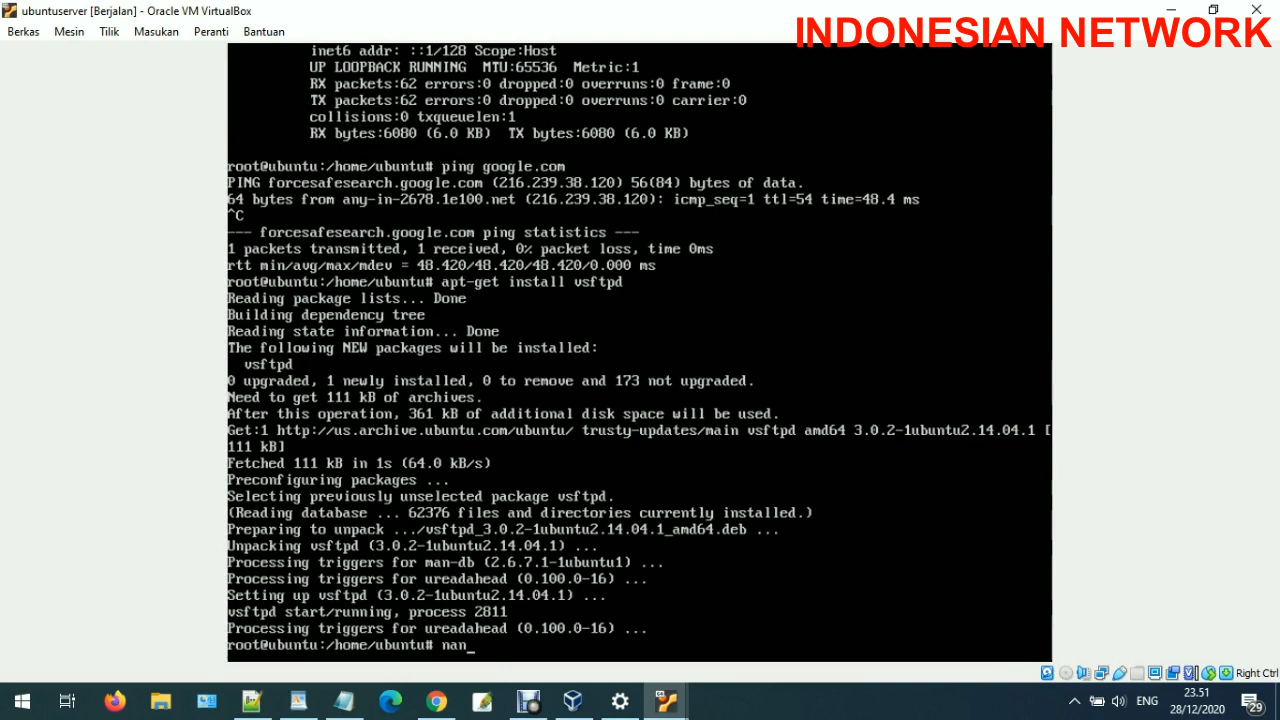 ubuntuserver [Berjalan] - Oracle VM VirtualBox
Berkas Mesin Tilik Masukan Peranti Bantuan
INDONESIAN NETWORK
inet6 addr: ::1/128 Scope:Host
UP LOOPBACK RUNNING  MTU:65536  Metric:1
RX packets:62 errors:0 dropped:0 overruns:0 frame:0
TX packets:62 errors:0 dropped:0 overruns:0 carrier:0
collisions:0 txqueuelen:1
RX bytes:6080 (6.0 KB)  TX bytes:6080 (6.0 KB)
root@ubuntu:/home/ubuntu# ping google.com
PING forcesafesearch.google.com (216.239.38.120) 56(84) bytes of data.
64 bytes from any-in-2678.1e100.net (216.239.38.120): icmp_seq=1 ttl=54 time=48.4 ms
^C
--- forcesafesearch.google.com ping statistics ---
1 packets transmitted, 1 received, 0% packet loss, time 0ms
rtt min/avg/max/mdev = 48.420/48.420/48.420/0.000 ms
root@ubuntu:/home/ubuntu# apt-get install vsftpd
Reading package lists... Done
Building dependency tree
Reading state information... Done
The following NEW packages will be installed:
vsftpd
0 upgraded, 1 newly installed, 0 to remove and 173 not upgraded.
Need to get 111 kB of archives.
After this operation, 361 kB of additional disk space will be used.
Get:1 http://us.archive.ubuntu.com/ubuntu/ trusty-updates/main vsftpd amd64 3.0.2-1ubuntu2.14.04.1 [
111 kB]
Fetched 111 kB in 1s (64.0 kB/s)
Preconfiguring packages ...
Selecting previously unselected package vsftpd.
(Reading database ... 62376 files and directories currently installed.)
Preparing to unpack .../vsftpd_3.0.2-1ubuntu2.14.04.1_amd64.deb ...
Unpacking vsftpd (3.0.2-1ubuntu2.14.04.1) ...
Processing triggers for man-db (2.6.7.1-1ubuntu1) ...
Processing triggers for ureadahead (0.100.0-16) ...
Setting up vsftpd (3.0.2-1ubuntu2.14.04.1) ...
vsftpd start/running, process 2811
Processing triggers for ureadahead (0.100.0-16) ...
root@ubuntu:/home/ubuntu# nan_
Right Ctrl
ENG
23.51
28/12/2020
29